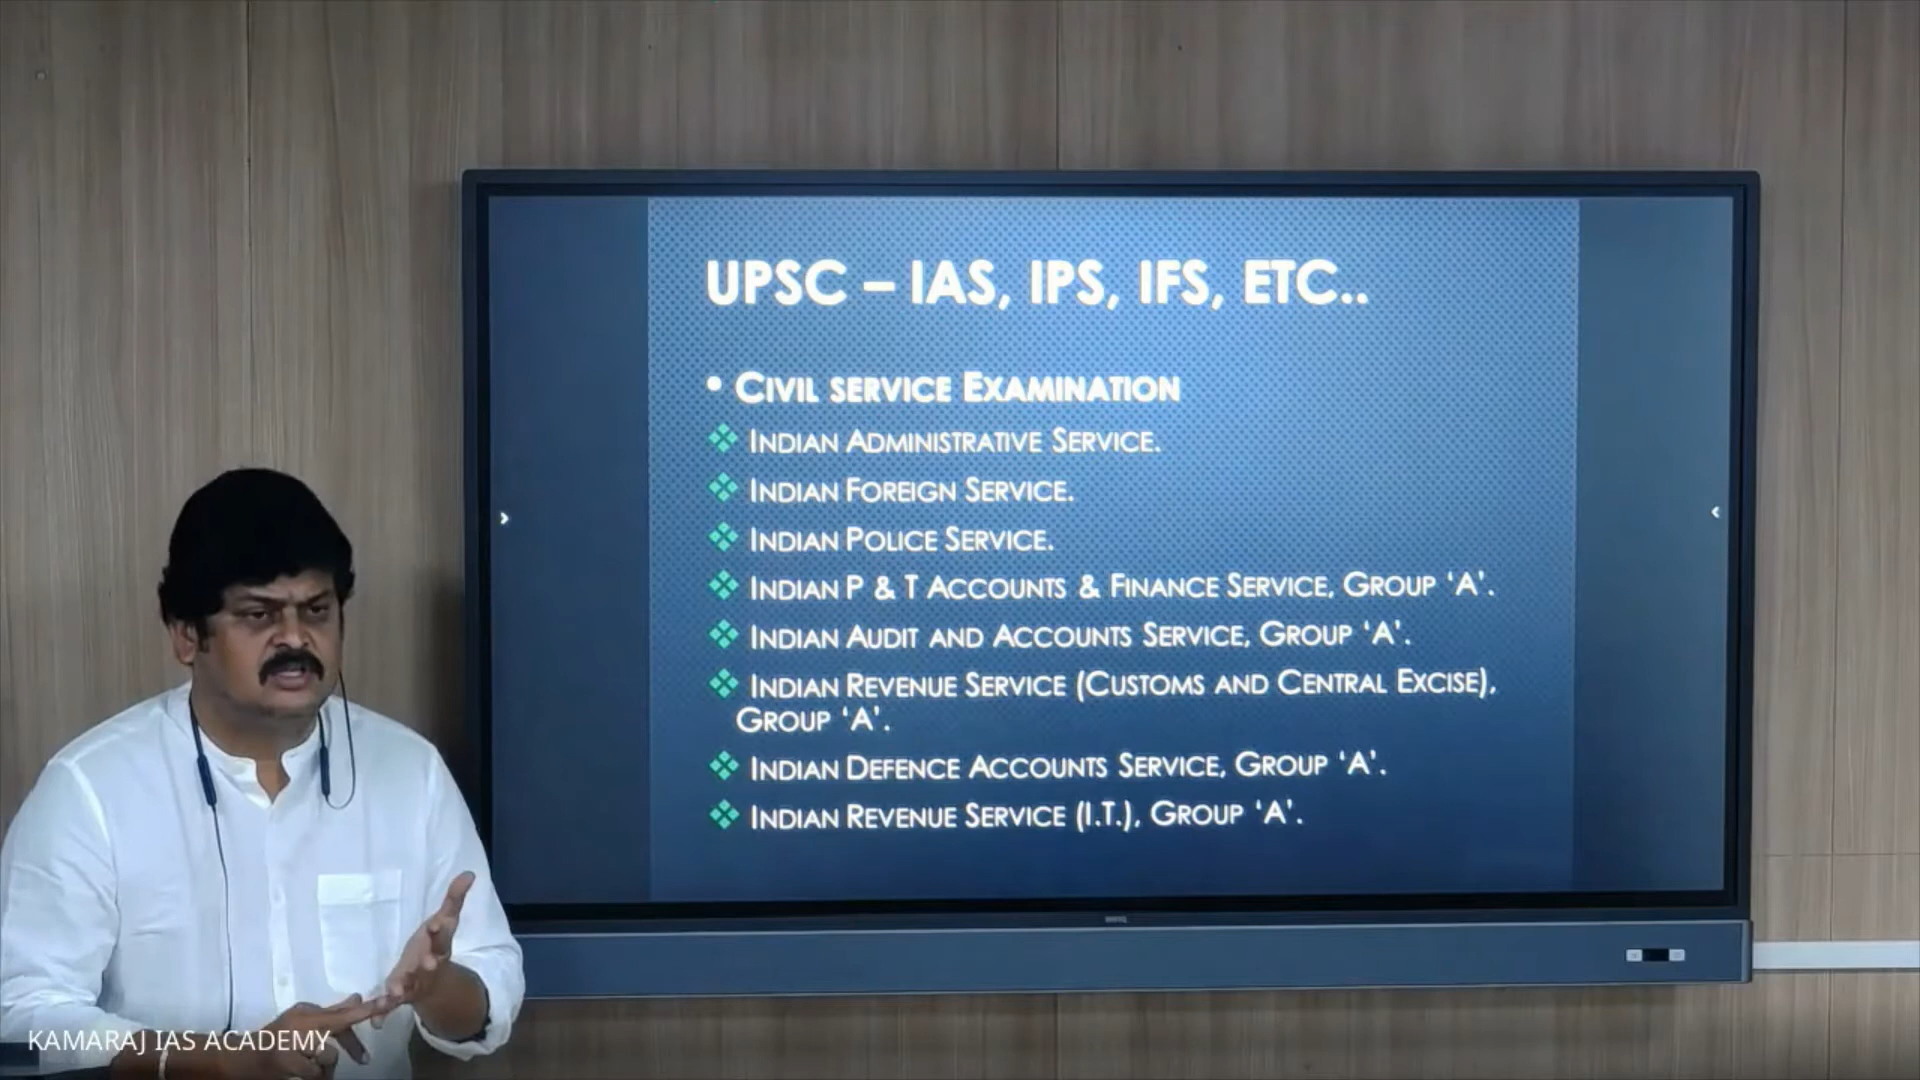 UPSC – IAS, IPS, IFS, ETC..
• CIVIL SERVICE EXAMINATION
❖ INDIAN ADMINISTRATIVE SERVICE.
❖ INDIAN FOREIGN SERVICE.
❖ INDIAN POLICE SERVICE.
❖ INDIAN P & T ACCOUNTS & FINANCE SERVICE, GROUP ‘A’.
❖ INDIAN AUDIT AND ACCOUNTS SERVICE, GROUP ‘A’.
❖ INDIAN REVENUE SERVICE (CUSTOMS AND CENTRAL EXCISE),
GROUP ‘A’.
❖ INDIAN DEFENCE ACCOUNTS SERVICE, GROUP ‘A’.
❖ INDIAN REVENUE SERVICE (I.T.), GROUP ‘A’.
KAMARAJ IAS ACADEMY